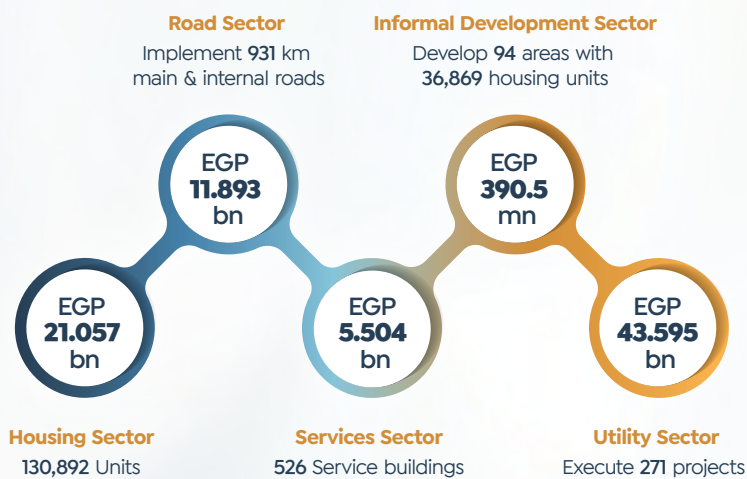 Road Sector
Implement 931 km
main & internal roads
Informal Development Sector
Develop 94 areas with
36,869 housing units
EGP
11.893
bn
EGP
390.5
mn
EGP
21.057
bn
EGP
5.504
bn
EGP
43.595
bn
Housing Sector
130,892 Units
Services Sector
526 Service buildings
Utility Sector
Execute 271 projects